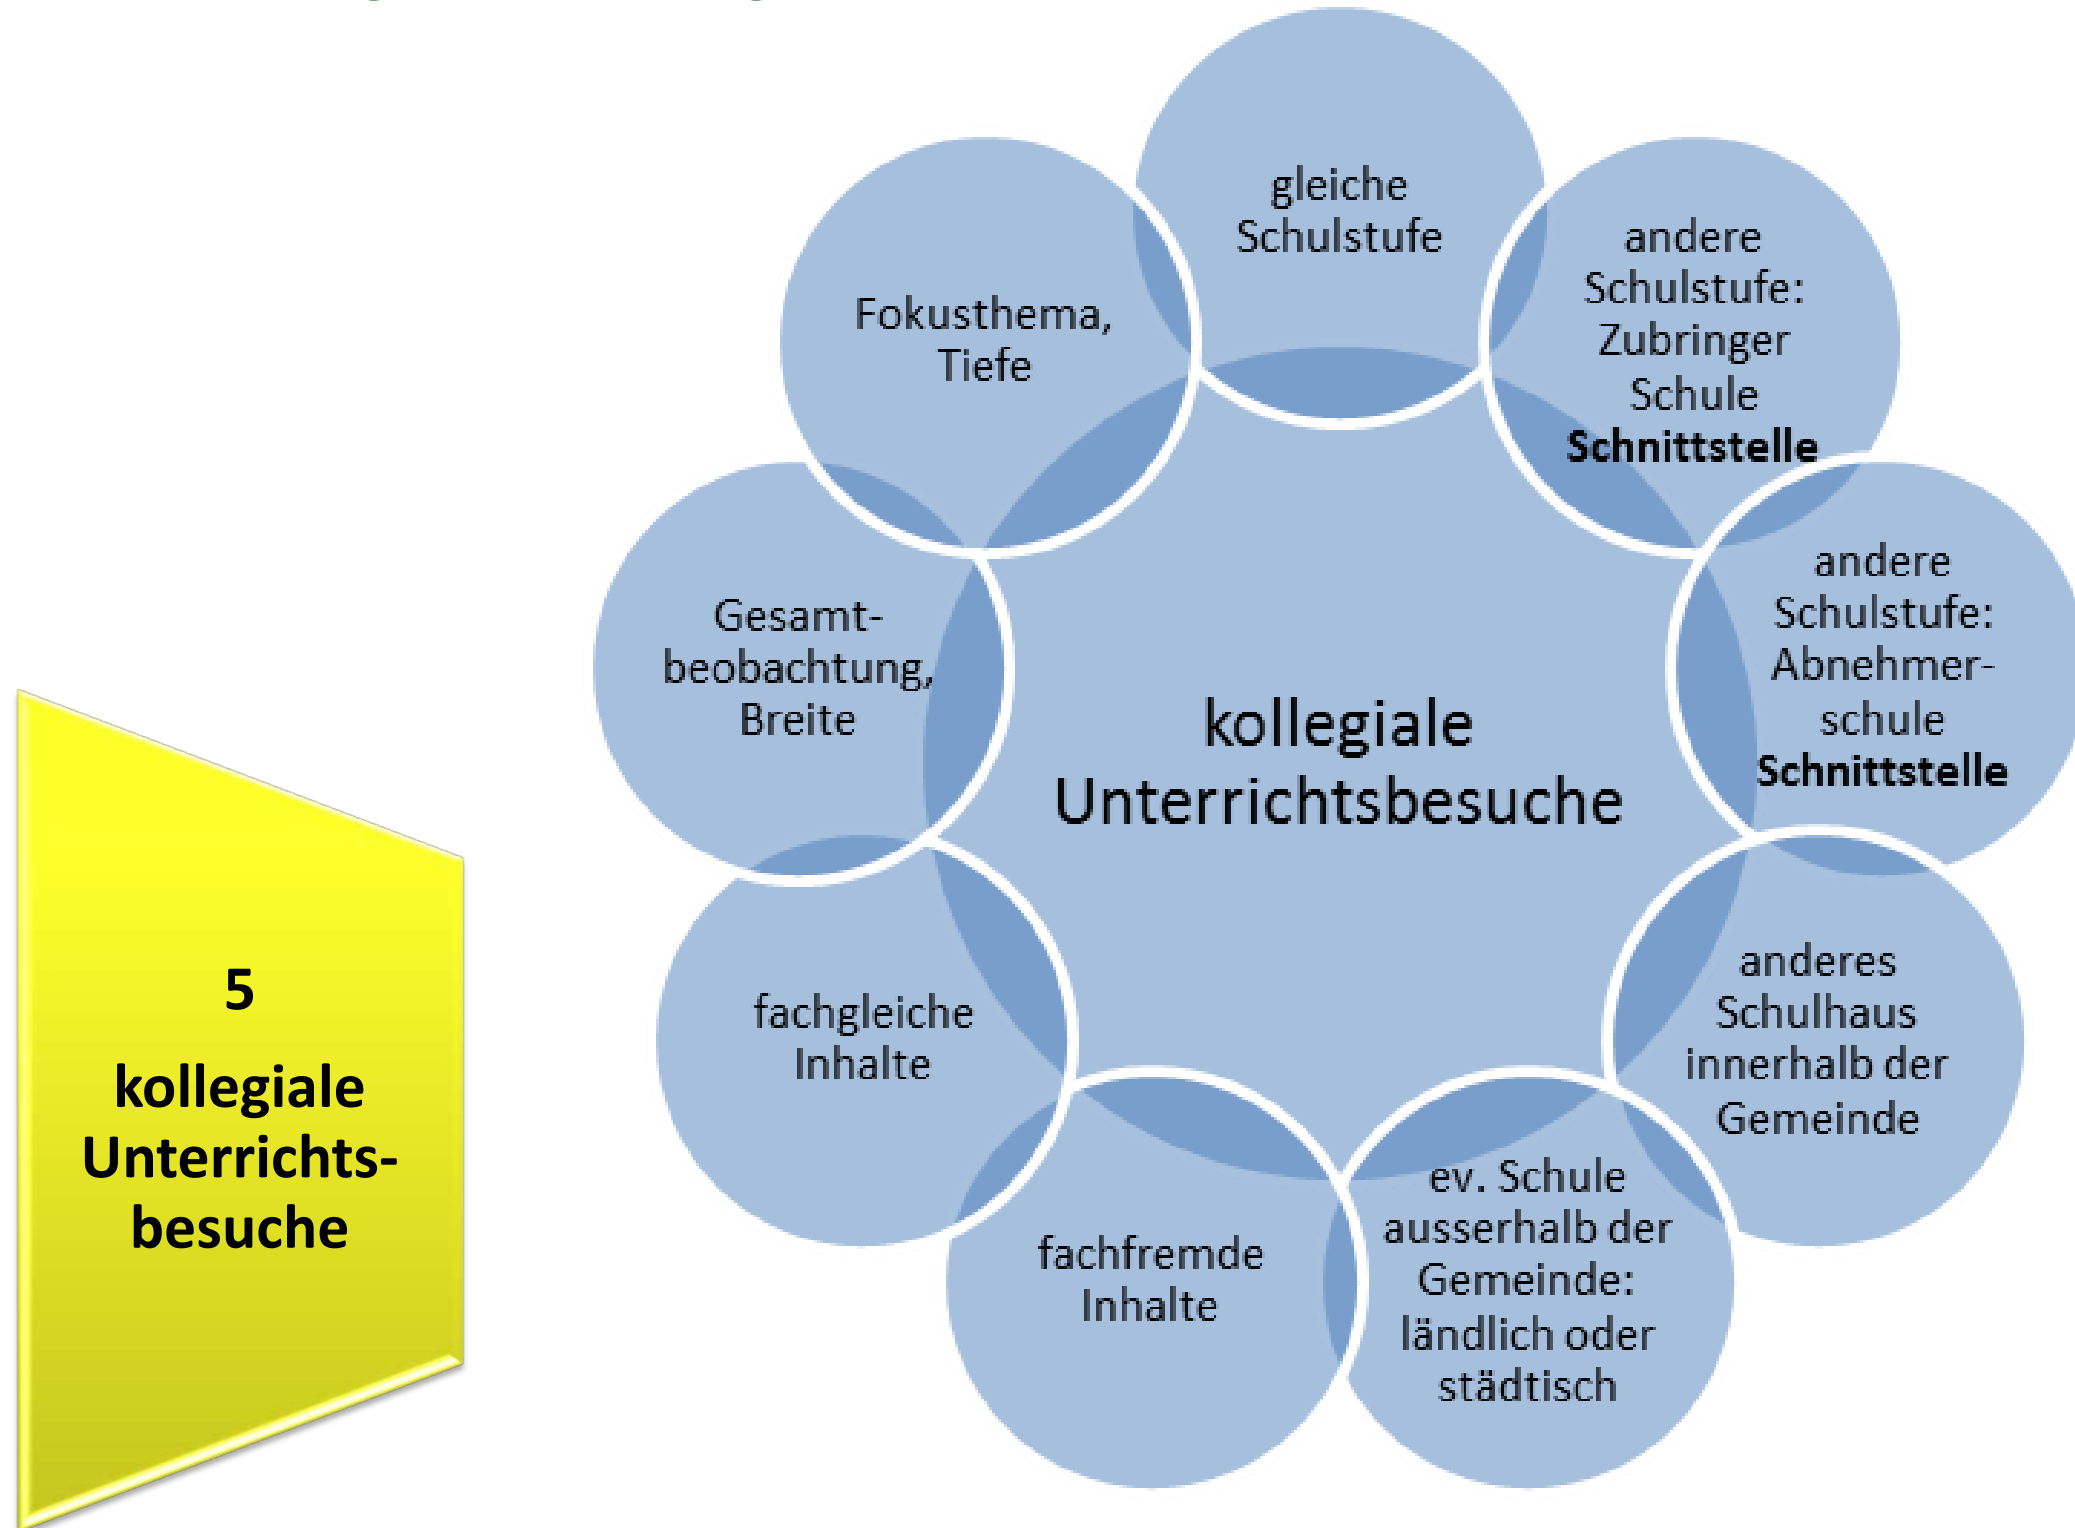 5
kollegiale
Unterrichts-
besuche
kollegiale
Unterrichtsbesuche
gleiche
Schulstufe
andere
Schulstufe:
Zubringer
Schule
Schnittstelle
andere
Schulstufe:
Abnehmer-
schule
Schnittstelle
anderes
Schulhaus
innerhalb der
Gemeinde
ev. Schule
ausserhalb der
Gemeinde:
ländlich oder
städtisch
fachfremde
Inhalte
fachgleiche
Inhalte
Gesamt-
beobachtung,
Breite
Fokusthema,
Tiefe